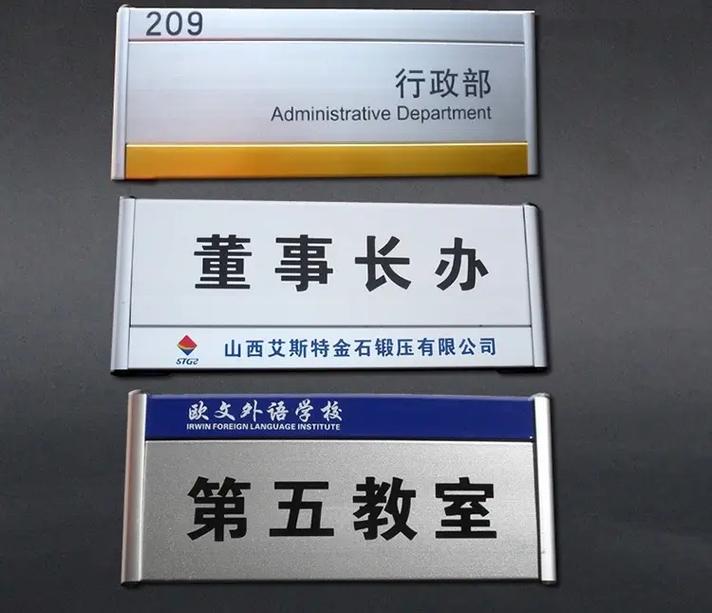 209
行政部
Administrative Department
董事长办
STGS
山西艾斯特金石锻压有限公司
欧文外语学校
IRWIN FOREIGN LANGUAGE INSTITUTE
第五教室